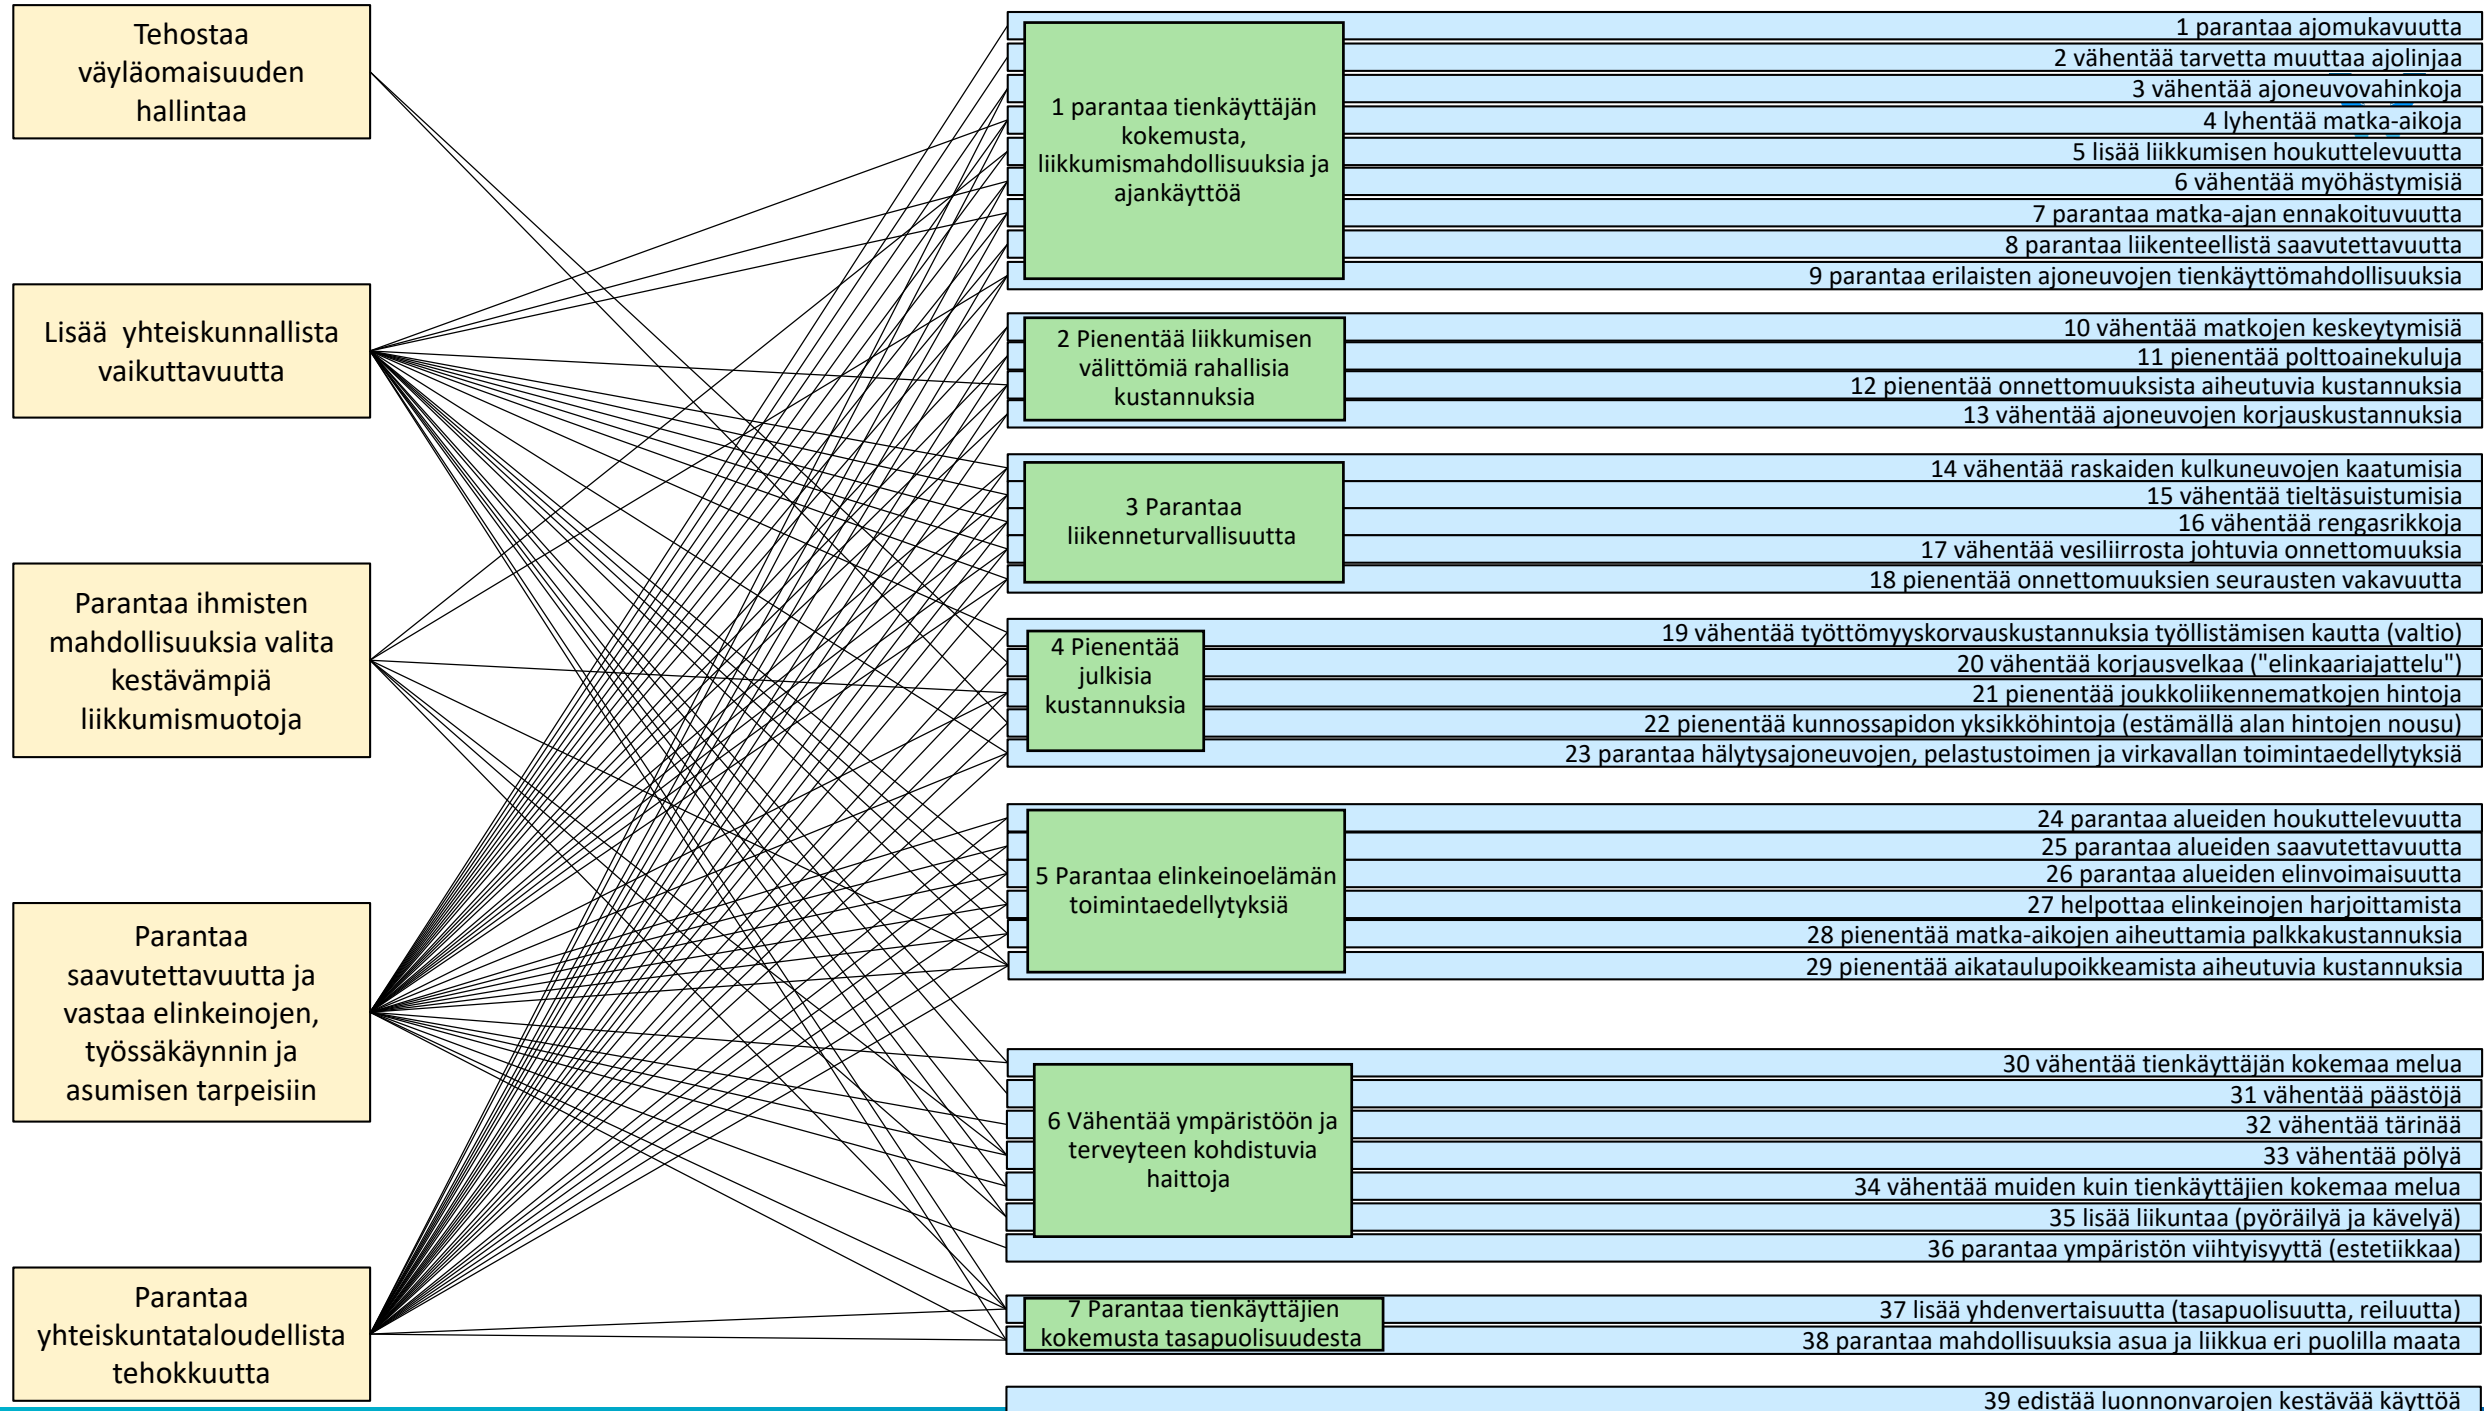 Tehostaa
väyläomaisuuden
hallintaa
Lisää yhteiskunnallista
vaikuttavuutta
Parantaa ihmisten
mahdollisuuksia valita
kestävämpiä
liikkumismuotoja
Parantaa
saavutettavuutta ja
vastaa elinkeinojen,
työssäkäynnin ja
asumisen tarpeisiin
Parantaa
yhteiskuntataloudellista
tehokkuutta
1 parantaa tienkäyttäjän
kokemusta,
liikkumismahdollisuuksia ja
ajankäyttöä
1 parantaa ajomukavuutta
2 vähentää tarvetta muuttaa ajolinjaa
3 vähentää ajoneuvovahinkoja
4 lyhentää matka-aikoja
5 lisää liikkumisen houkuttelevuutta
6 vähentää myöhästymisiä
7 parantaa matka-ajan ennakoituvuutta
8 parantaa liikenteellistä saavutettavuutta
9 parantaa erilaisten ajoneuvojen tienkäyttömahdollisuuksia
2 Pienentää liikkumisen
välittömiä rahallisia
kustannuksia
10 vähentää matkojen keskeytymisiä
11 pienentää polttoainekuluja
12 pienentää onnettomuuksista aiheutuvia kustannuksia
13 vähentää ajoneuvojen korjauskustannuksia
3 Parantaa
liikenneturvallisuutta
14 vähentää raskaiden kulkuneuvojen kaatumisia
15 vähentää tieltäsuistumisia
16 vähentää rengasrikkoja
17 vähentää vesiliirrosta johtuvia onnettomuuksia
18 pienentää onnettomuuksien seurausten vakavuutta
4 Pienentää
julkisia
kustannuksia
19 vähentää työttömyyskorvauskustannuksia työllistämisen kautta (valtio)
20 vähentää korjausvelkaa ("elinkaariajattelu")
21 pienentää joukkoliikennematkojen hintoja
22 pienentää kunnossapidon yksikköhintoja (estämällä alan hintojen nousu)
23 parantaa hälytysajoneuvojen, pelastustoimen ja virkavallan toimintaedellytyksiä
5 Parantaa elinkeinoelämän
toimintaedellytyksiä
24 parantaa alueiden houkuttelevuutta
25 parantaa alueiden saavutettavuutta
26 parantaa alueiden elinvoimaisuutta
27 helpottaa elinkeinojen harjoittamista
28 pienentää matka-aikojen aiheuttamia palkkakustannuksia
29 pienentää aikataulupoikkeamista aiheutuvia kustannuksia
6 Vähentää ympäristöön ja
terveyteen kohdistuvia
haittoja
30 vähentää tienkäyttäjän kokemaa melua
31 vähentää päästöjä
32 vähentää tärinää
33 vähentää pölyä
34 vähentää muiden kuin tienkäyttäjien kokemaa melua
35 lisää liikuntaa (pyöräilyä ja kävelyä)
36 parantaa ympäristön viihtyisyyttä (estetiikkaa)
7 Parantaa tienkäyttäjien
kokemusta tasapuolisuudesta
37 lisää yhdenvertaisuutta (tasapuolisuutta, reiluutta)
38 parantaa mahdollisuuksia asua ja liikkua eri puolilla maata
39 edistää luonnonvarojen kestävää käyttöä